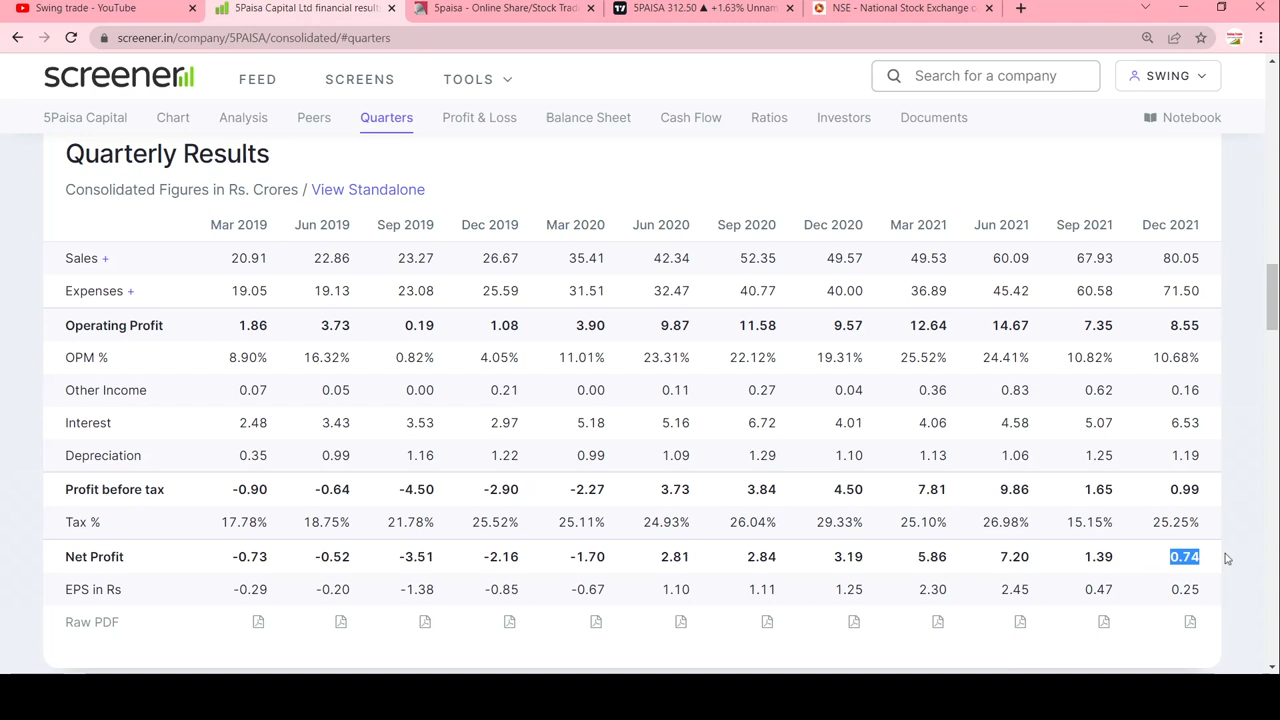 Swing trade - YouTube 5Paisa Capital Ltd financial result 5paisa - Online Share/Stock Trad 5PAISA 312.50 ▲ +1.63% Unnam NSE - National Stock Exchange o
screener.in/company/5PAISA/consolidated/#quarters
screener FEED SCREENS TOOLS Search for a company SWING
5Paisa Capital Chart Analysis Peers Quarters Profit & Loss Balance Sheet Cash Flow Ratios Investors Documents Notebook
Quarterly Results
Consolidated Figures in Rs. Crores / View Standalone
Mar 2019 Jun 2019 Sep 2019 Dec 2019 Mar 2020 Jun 2020 Sep 2020 Dec 2020 Mar 2021 Jun 2021 Sep 2021 Dec 2021
Sales + 20.91 22.86 23.27 26.67 35.41 42.34 52.35 49.57 49.53 60.09 67.93 80.05
Expenses + 19.05 19.13 23.08 25.59 31.51 32.47 40.77 40.00 36.89 45.42 60.58 71.50
Operating Profit 1.86 3.73 0.19 1.08 3.90 9.87 11.58 9.57 12.64 14.67 7.35 8.55
OPM % 8.90% 16.32% 0.82% 4.05% 11.01% 23.31% 22.12% 19.31% 25.52% 24.41% 10.82% 10.68%
Other Income 0.07 0.05 0.00 0.21 0.00 0.11 0.27 0.04 0.36 0.83 0.62 0.16
Interest 2.48 3.43 3.53 2.97 5.18 5.16 6.72 4.01 4.06 4.58 5.07 6.53
Depreciation 0.35 0.99 1.16 1.22 0.99 1.09 1.29 1.10 1.13 1.06 1.25 1.19
Profit before tax -0.90 -0.64 -4.50 -2.90 -2.27 3.73 3.84 4.50 7.81 9.86 1.65 0.99
Tax % 17.78% 18.75% 21.78% 25.52% 25.11% 24.93% 26.04% 29.33% 25.10% 26.98% 15.15% 25.25%
Net Profit -0.73 -0.52 -3.51 -2.16 -1.70 2.81 2.84 3.19 5.86 7.20 1.39 0.74
EPS in Rs -0.29 -0.20 -1.38 -0.85 -0.67 1.10 1.11 1.25 2.30 2.45 0.47 0.25
Raw PDF